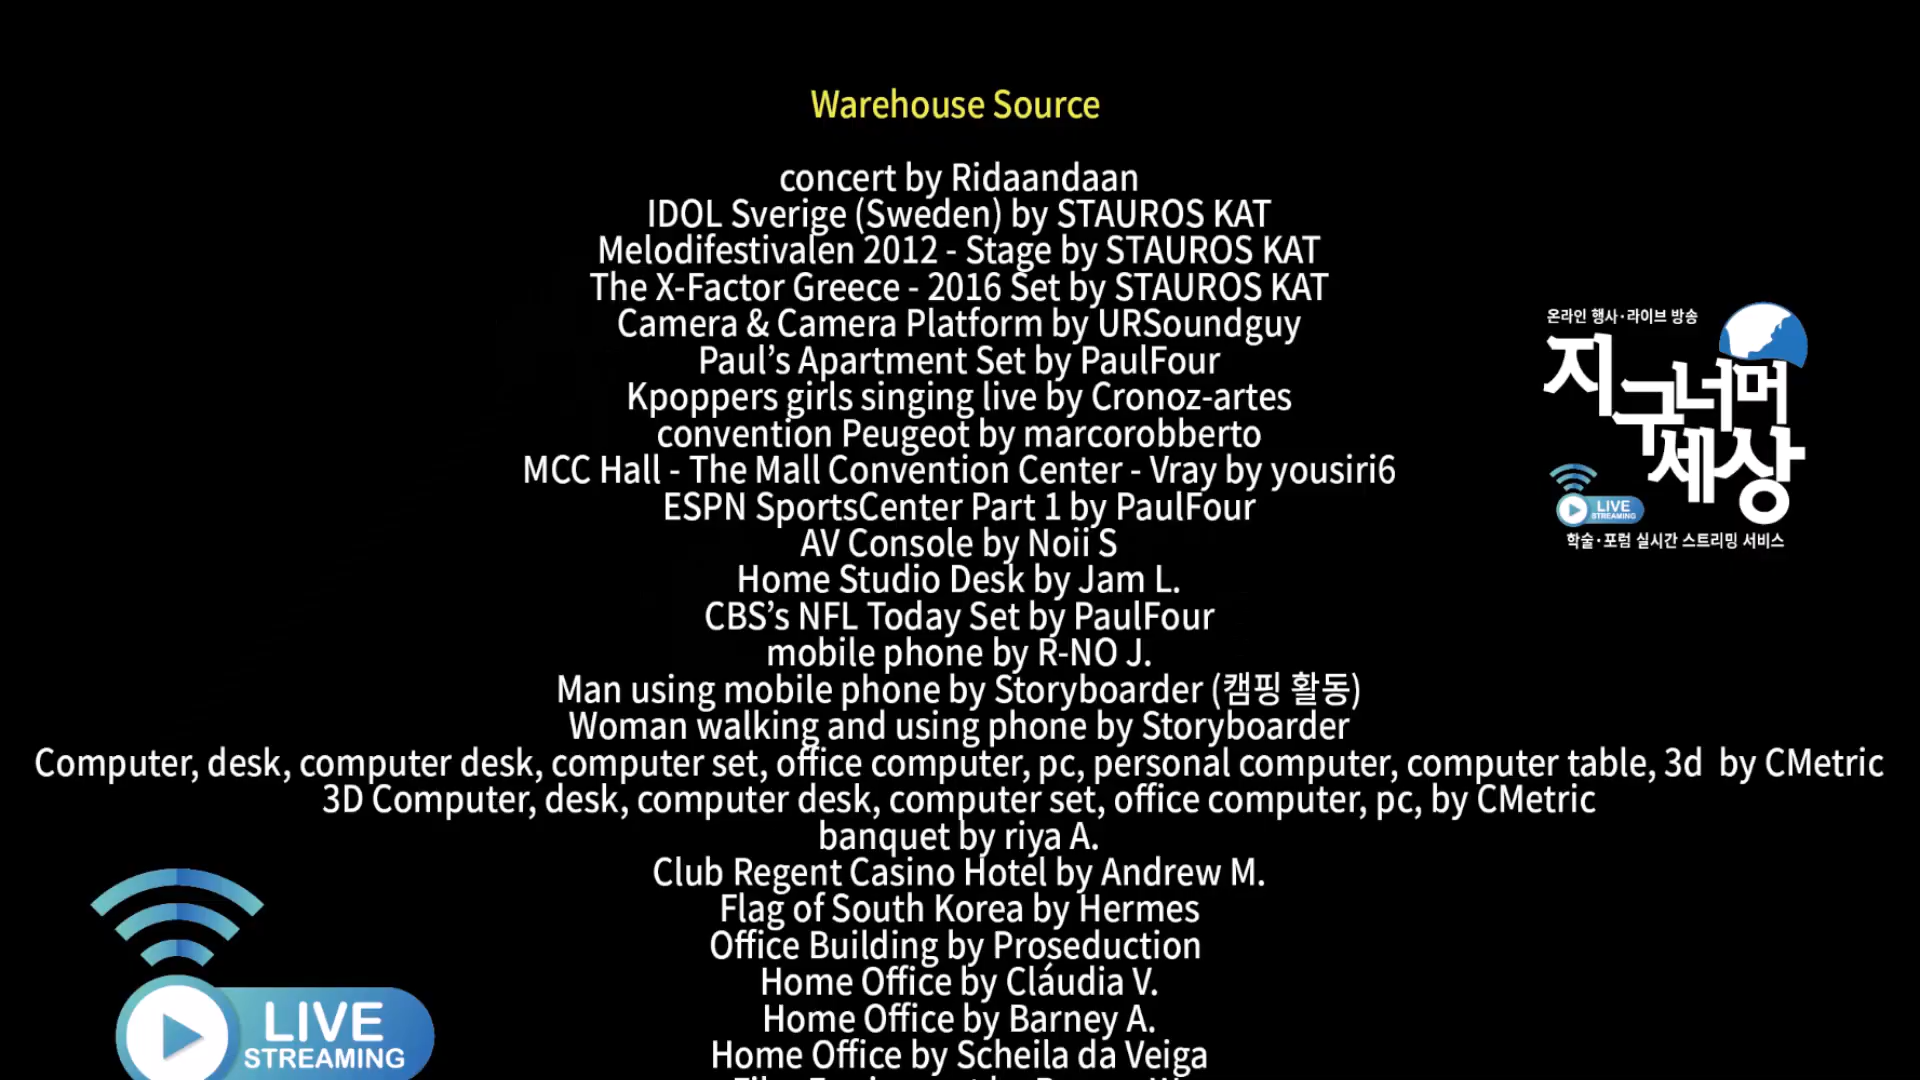 Warehouse Source
concert by Ridaandaan
IDOL Sverige (Sweden) by STAUROS KAT
Melodifestivalen 2012 - Stage by STAUROS KAT
The X-Factor Greece - 2016 Set by STAUROS KAT
Camera & Camera Platform by URSoundguy
Paul’s Apartment Set by PaulFour
Kpoppers girls singing live by Cronoz-artes
convention Peugeot by marcorobberto
MCC Hall - The Mall Convention Center - Vray by yousiri6
ESPN SportsCenter Part 1 by PaulFour
AV Console by Noii S
Home Studio Desk by Jam L.
CBS’s NFL Today Set by PaulFour
mobile phone by R-NO J.
Man using mobile phone by Storyboarder (캠핑 활동)
Woman walking and using phone by Storyboarder
Computer, desk, computer desk, computer set, office computer, pc, personal computer, computer table, 3d  by CMetric
3D Computer, desk, computer desk, computer set, office computer, pc, by CMetric
banquet by riya A.
Club Regent Casino Hotel by Andrew M.
Flag of South Korea by Hermes
Office Building by Proseduction
Home Office by Cláudia V.
Home Office by Barney A.
Home Office by Scheila da Veiga
온라인 행사·라이브 방송
지구너머
세상
LIVE
STREAMING
학술·포럼 실시간 스트리밍 서비스
LIVE
STREAMING